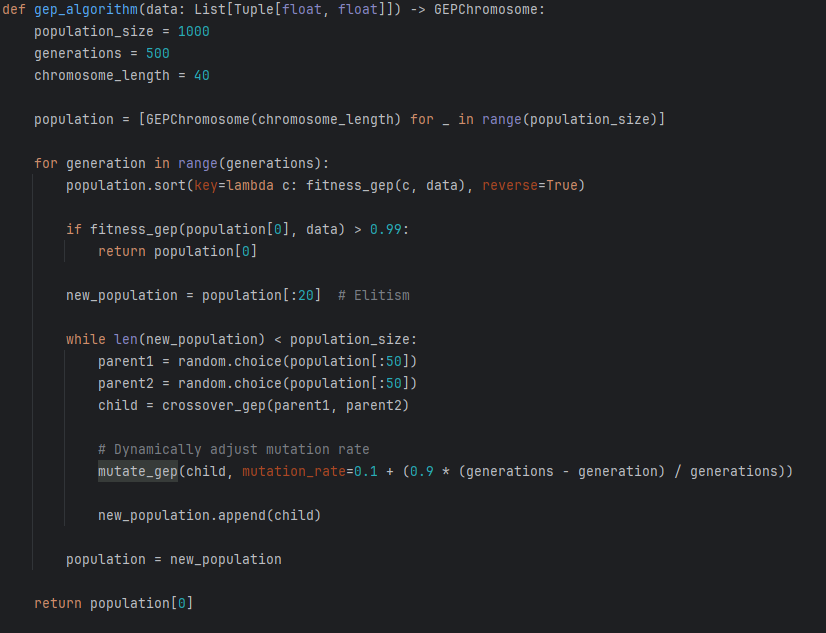 def gep_algorithm(data: List[Tuple[float, float]]) -> GEPChromosome:
    population_size = 1000
    generations = 500
    chromosome_length = 40

    population = [GEPChromosome(chromosome_length) for _ in range(population_size)]

    for generation in range(generations):
        population.sort(key=lambda c: fitness_gep(c, data), reverse=True)

        if fitness_gep(population[0], data) > 0.99:
            return population[0]

        new_population = population[:20]  # Elitism

        while len(new_population) < population_size:
            parent1 = random.choice(population[:50])
            parent2 = random.choice(population[:50])
            child = crossover_gep(parent1, parent2)

            # Dynamically adjust mutation rate
            mutate_gep(child, mutation_rate=0.1 + (0.9 * (generations - generation) / generations))

            new_population.append(child)

        population = new_population

    return population[0]